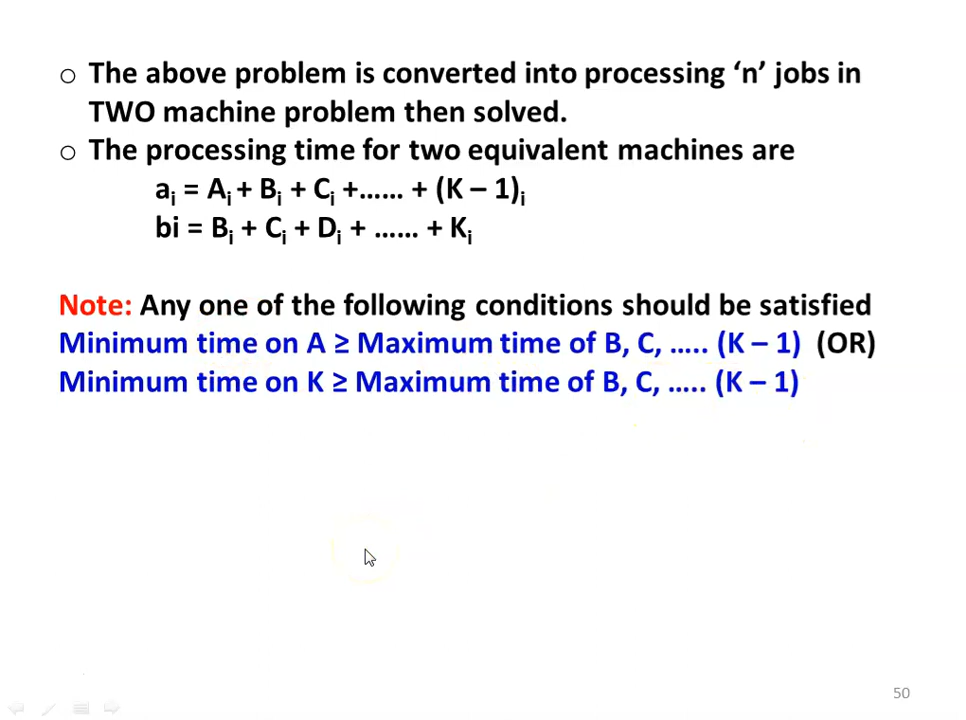 ○ The above problem is converted into processing ‘n’ jobs in
TWO machine problem then solved.
○ The processing time for two equivalent machines are
aᵢ = Aᵢ + Bᵢ + Cᵢ +…… + (K – 1)ᵢ
bi = Bᵢ + Cᵢ + Dᵢ + …… + Kᵢ
Note: Any one of the following conditions should be satisfied
Minimum time on A ≥ Maximum time of B, C, ….. (K – 1) (OR)
Minimum time on K ≥ Maximum time of B, C, ….. (K – 1)
50